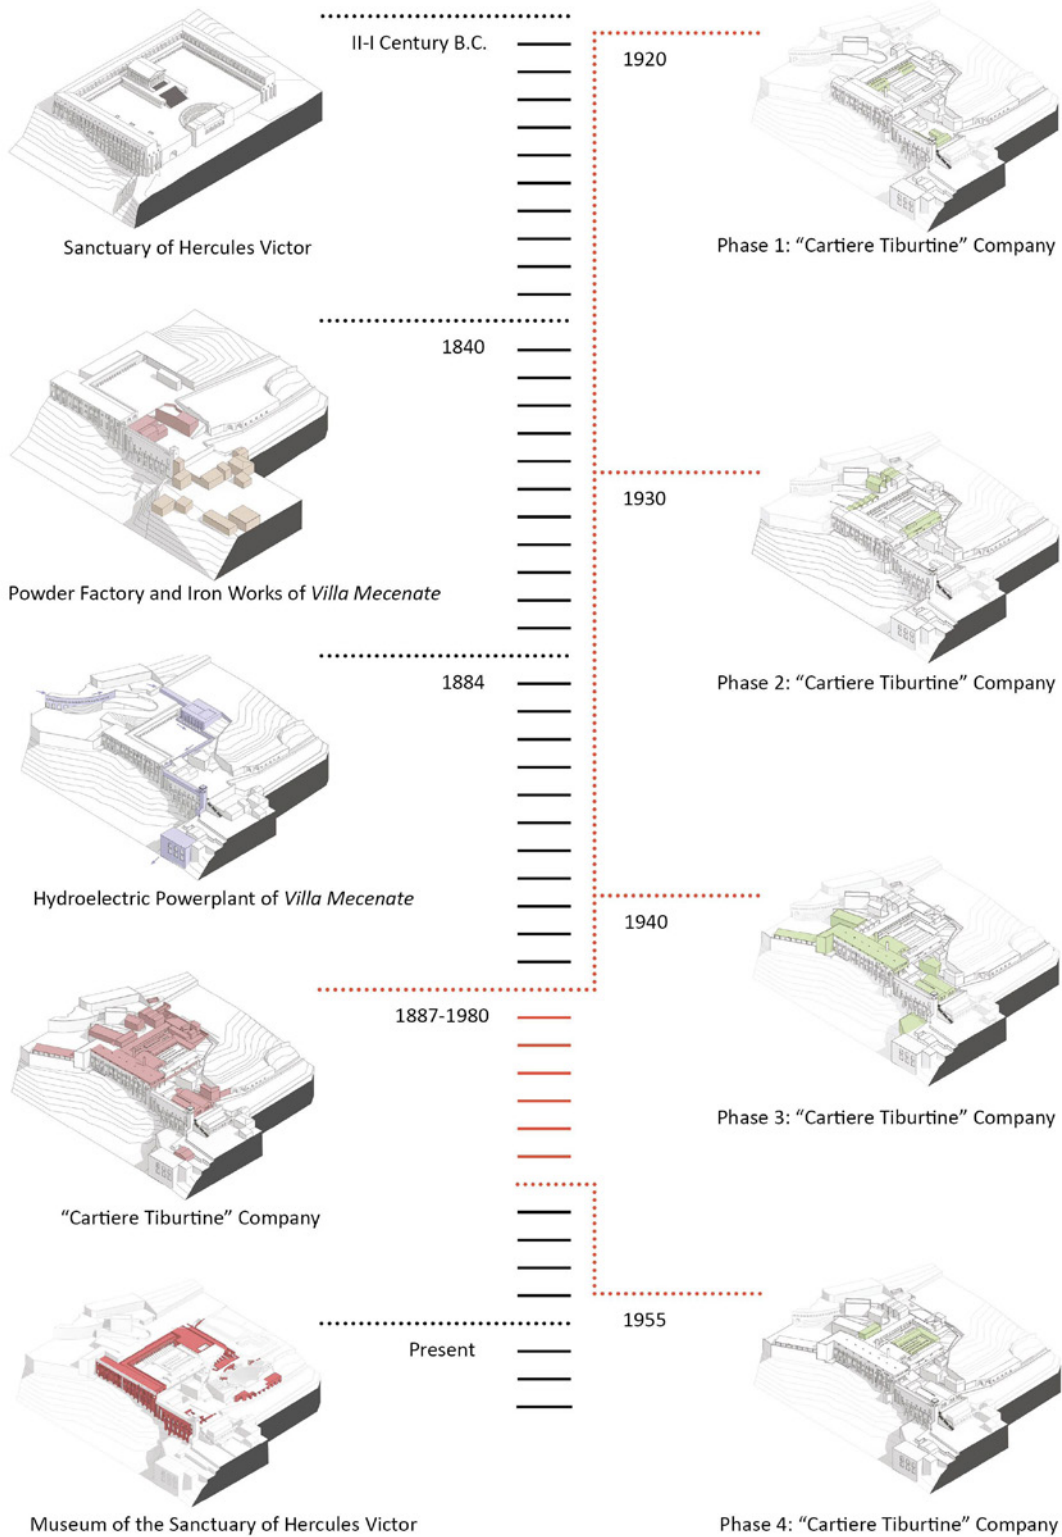 II-I Century B.C.
1920
Sanctuary of Hercules Victor
Phase 1: “Cartiere Tiburtine” Company
1840
1930
Powder Factory and Iron Works of Villa Mecenate
1884
Phase 2: “Cartiere Tiburtine” Company
Hydroelectric Powerplant of Villa Mecenate
1940
1887-1980
Phase 3: “Cartiere Tiburtine” Company
“Cartiere Tiburtine” Company
1955
Present
Museum of the Sanctuary of Hercules Victor
Phase 4: “Cartiere Tiburtine” Company